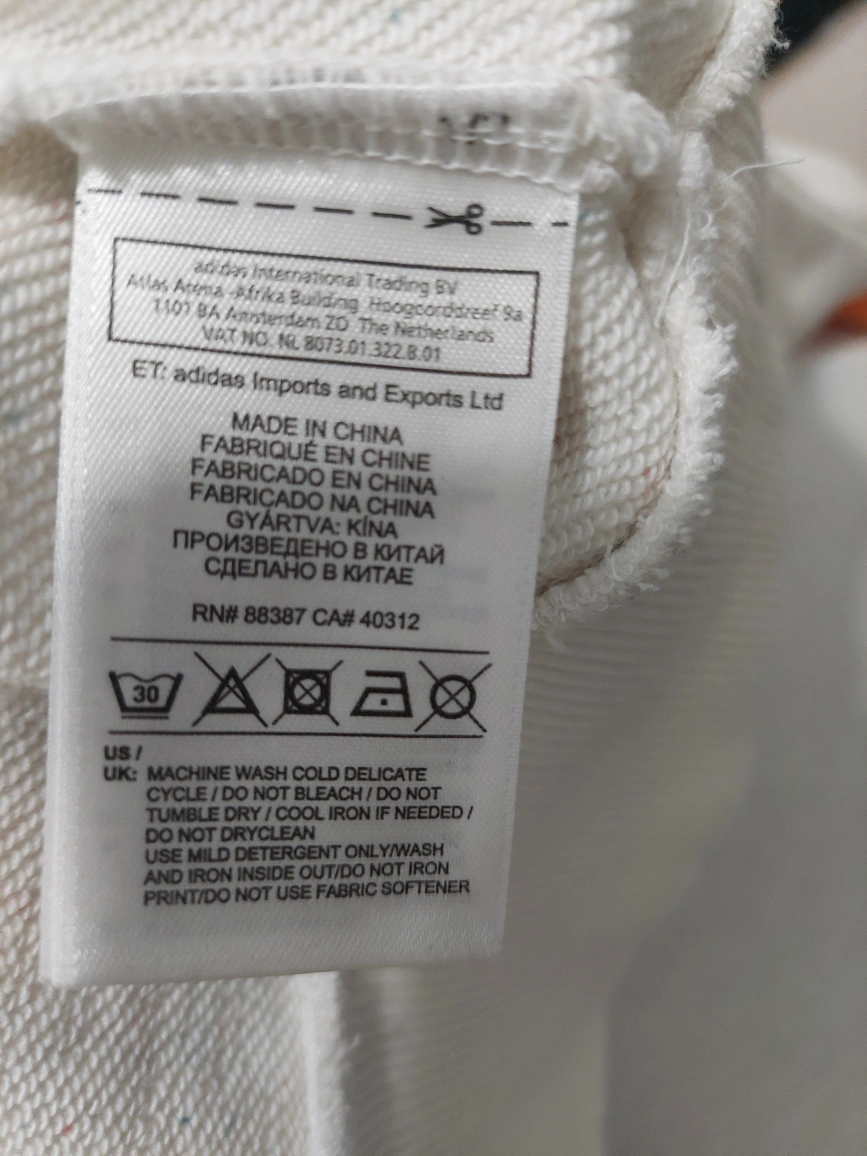 adidas International Trading BV
Atlas Arena -Afrika Building Hoogoorddreef 9a
1101 BA Amsterdam ZO The Netherlands
VAT NO. NL 8073.01.322.B.01
ET: adidas Imports and Exports Ltd
MADE IN CHINA
FABRIQUÉ EN CHINE
FABRICADO EN CHINA
FABRICADO NA CHINA
GYÁRTVA: KÍNA
ПРОИЗВЕДЕНО В КИТАЙ
СДЕЛАНО В КИТАЕ
RN# 88387 CA# 40312
30
US /
UK: MACHINE WASH COLD DELICATE
CYCLE / DO NOT BLEACH / DO NOT
TUMBLE DRY / COOL IRON IF NEEDED /
DO NOT DRYCLEAN
USE MILD DETERGENT ONLY/WASH
AND IRON INSIDE OUT/DO NOT IRON
PRINT/DO NOT USE FABRIC SOFTENER